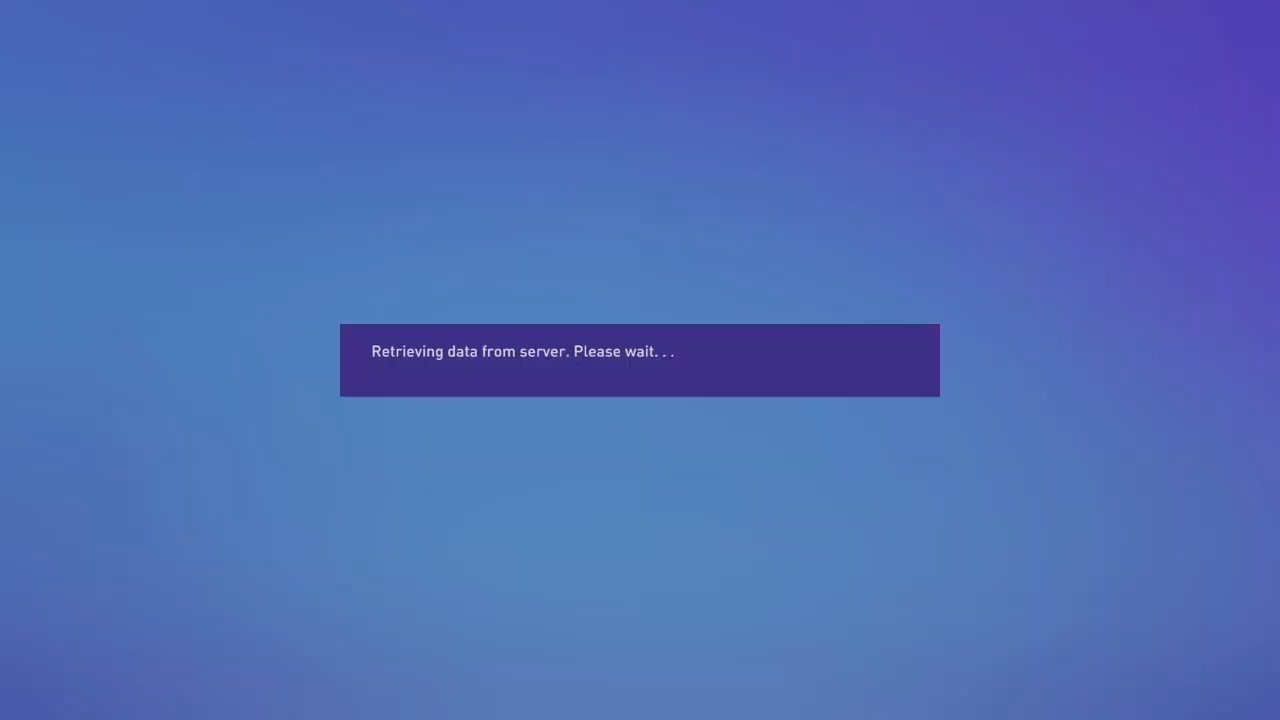 Retrieving data from server. Please wait. . .